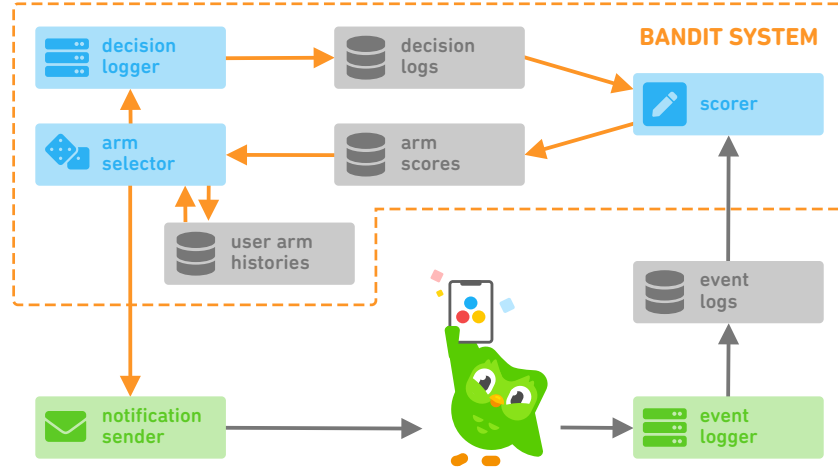 BANDIT SYSTEM
decision
logger
decision
logs
scorer
arm
selector
arm
scores
user arm
histories
event
logs
notification
sender
event
logger